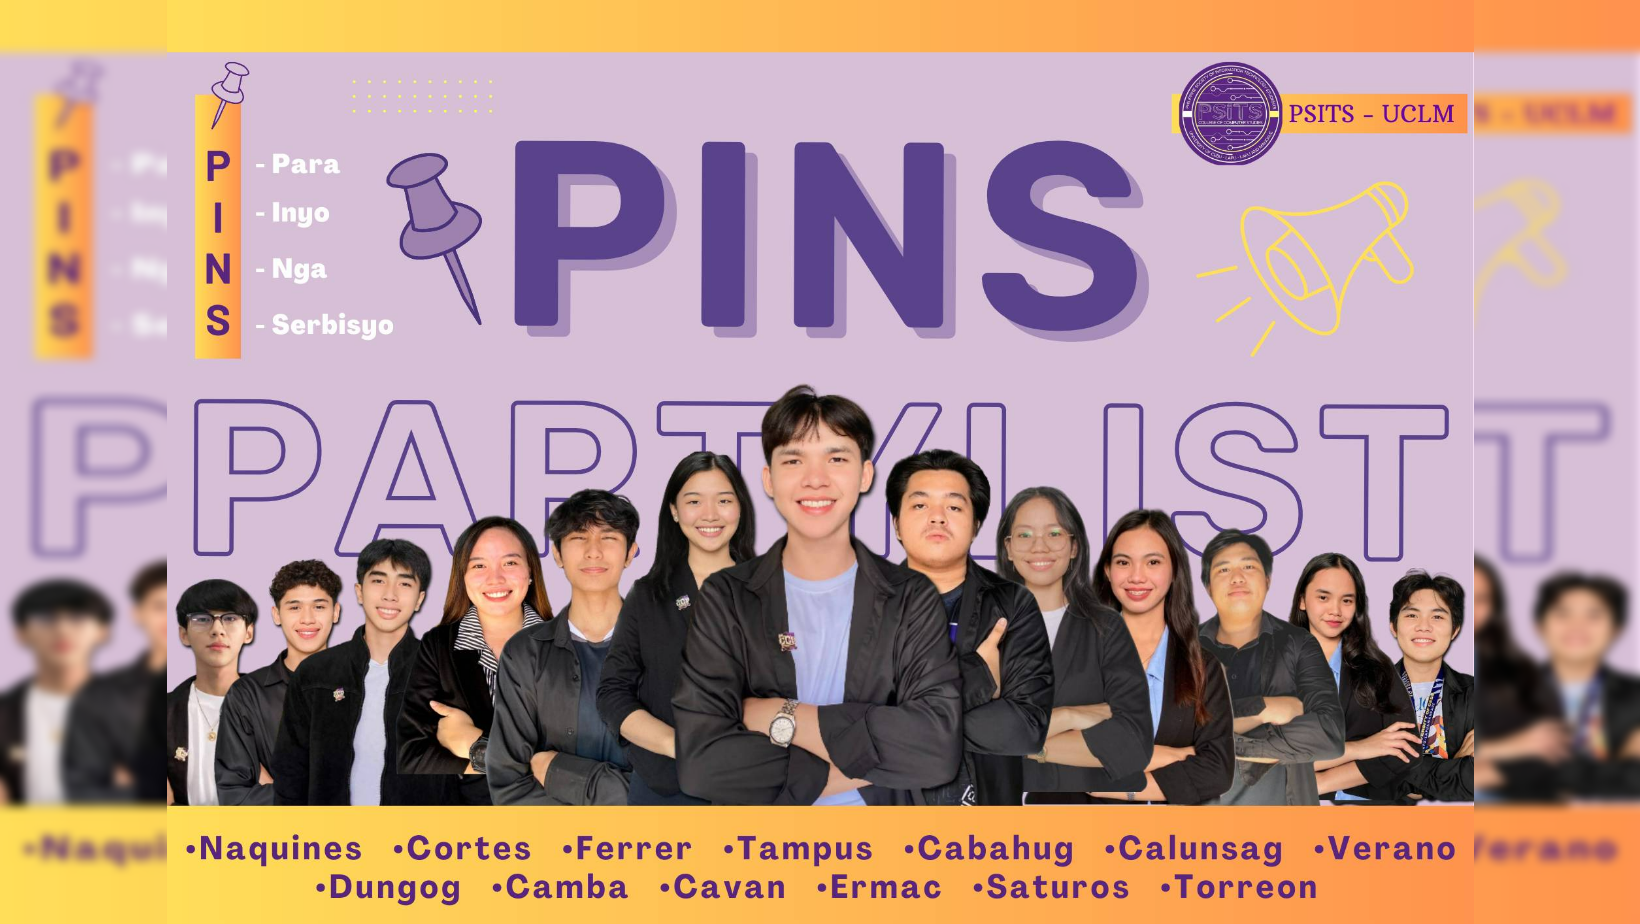 P - Para
I - Inyo
N - Nga
S - Serbisyo
PINS
PSITS
PSITS - UCLM
PARTYLIST
•Naquines •Cortes •Ferrer •Tampus •Cabahug •Calunsag •Verano
•Dungog •Camba •Cavan •Ermac •Saturos •Torreon